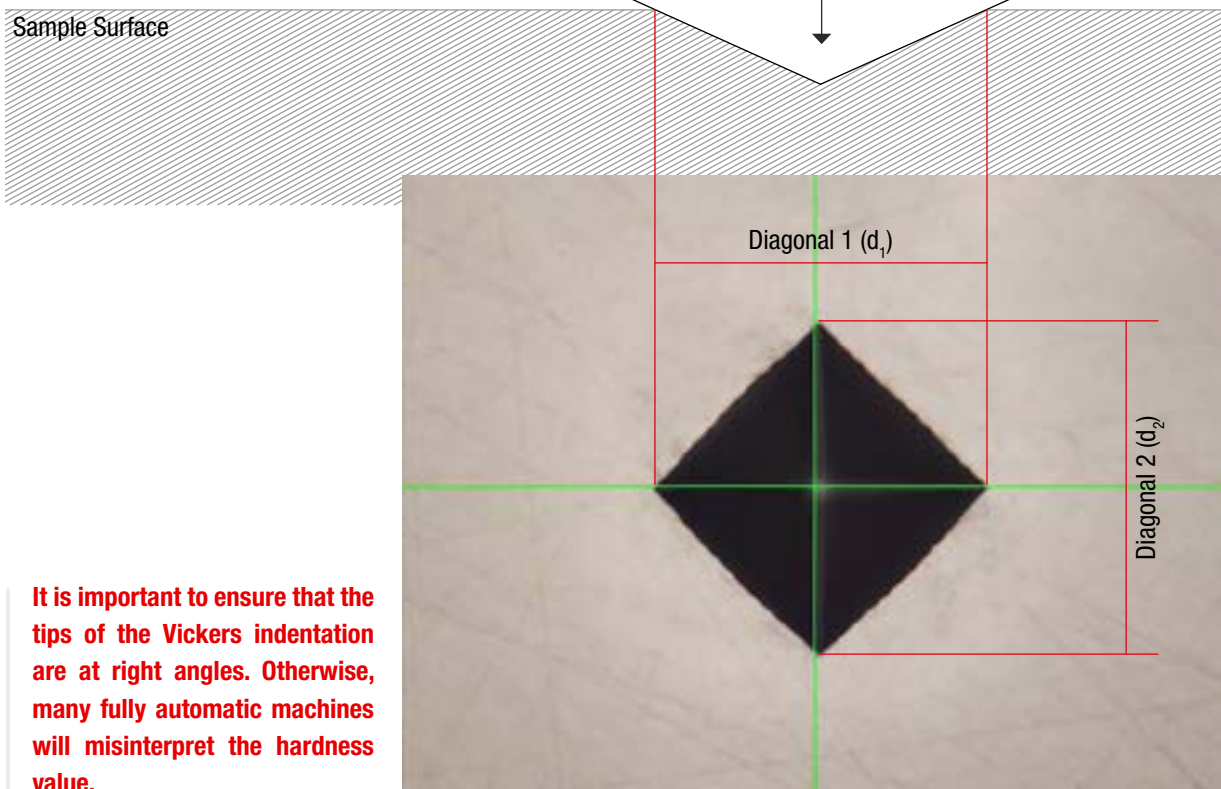 Sample Surface
Diagonal 1 (d₁)
Diagonal 2 (d₂)
It is important to ensure that the
tips of the Vickers indentation
are at right angles. Otherwise,
many fully automatic machines
will misinterpret the hardness
value.